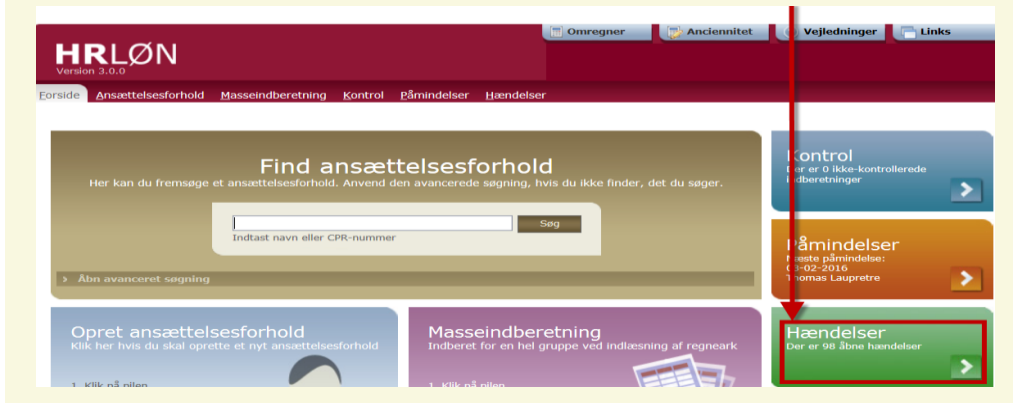 Omregner
Anciennitet
Vejledninger
Links
HRLØN
Version 3.0.0
Forside Ansættelsesforhold Masseindberetning Kontrol Påmindelser Hændelser
Find ansættelsesforhold
Her kan du fremsøge et ansættelsesforhold. Anvend den avancerede søgning, hvis du ikke finder, det du søger.
Søg
Indtast navn eller CPR-nummer
> Åbn avanceret søgning
Kontrol
Der er 0 ikke-kontrollerede
indberetninger
Påmindelser
Næste påmindelse:
03-02-2016
Thomas Laupretre
Opret ansættelsesforhold
Klik her hvis du skal oprette et nyt ansættelsesforhold
1. Klik på pilen
Masseindberetning
Indberet for en hel gruppe ved indlæsning af regneark
1. Klik på pilen
Hændelser
Der er 98 åbne hændelser